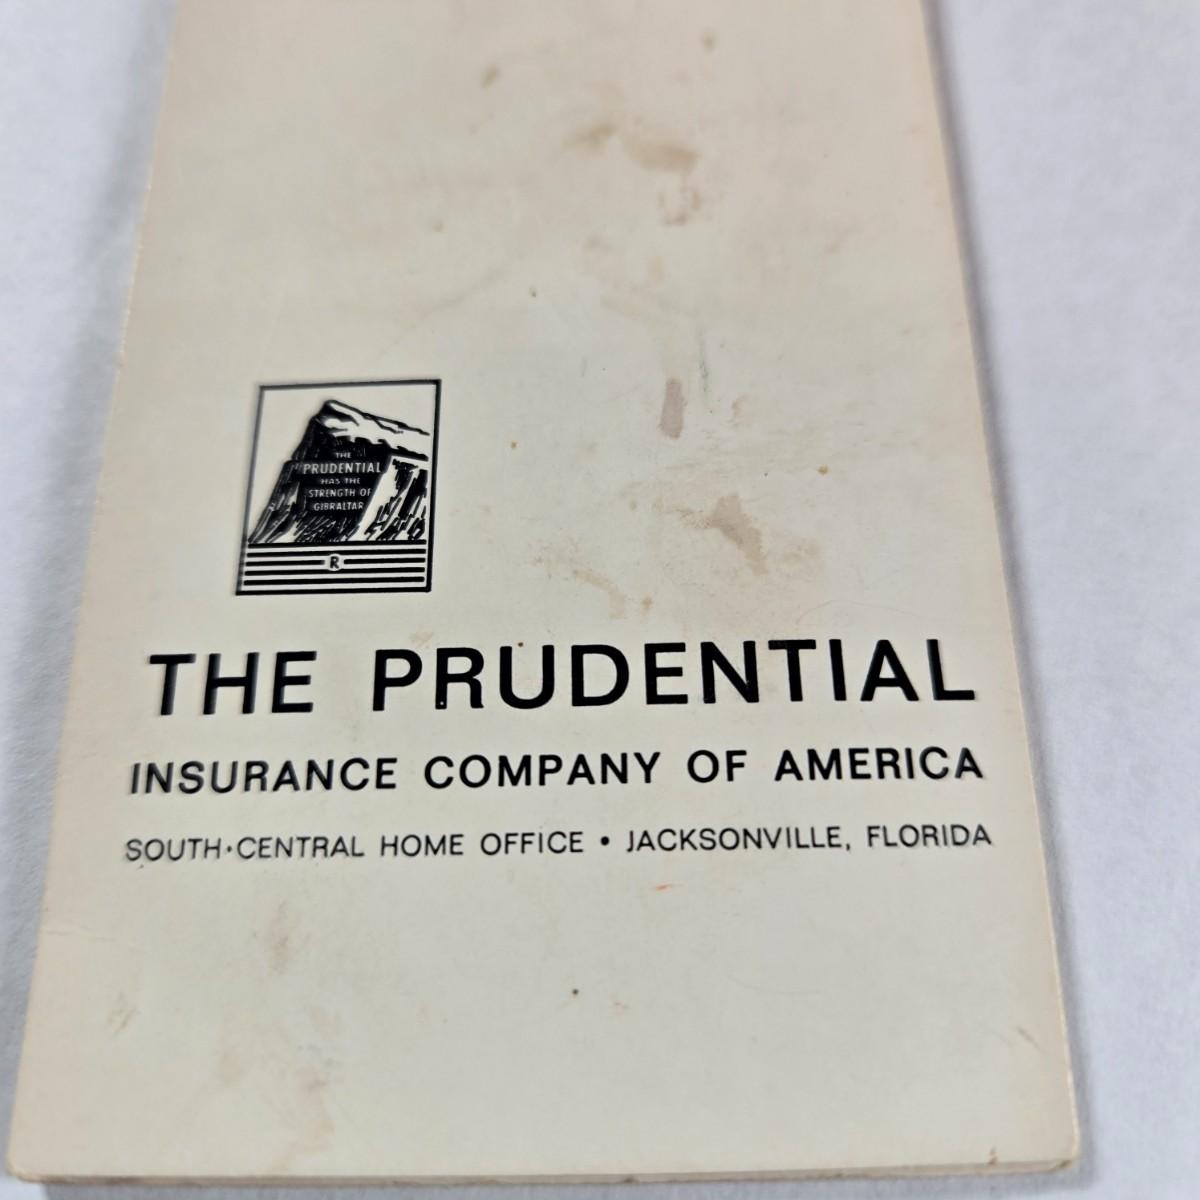 THE
PRUDENTIAL
HAS THE
STRENGTH OF
GIBRALTAR
R
THE PRUDENTIAL
INSURANCE COMPANY OF AMERICA
SOUTH-CENTRAL HOME OFFICE • JACKSONVILLE, FLORIDA